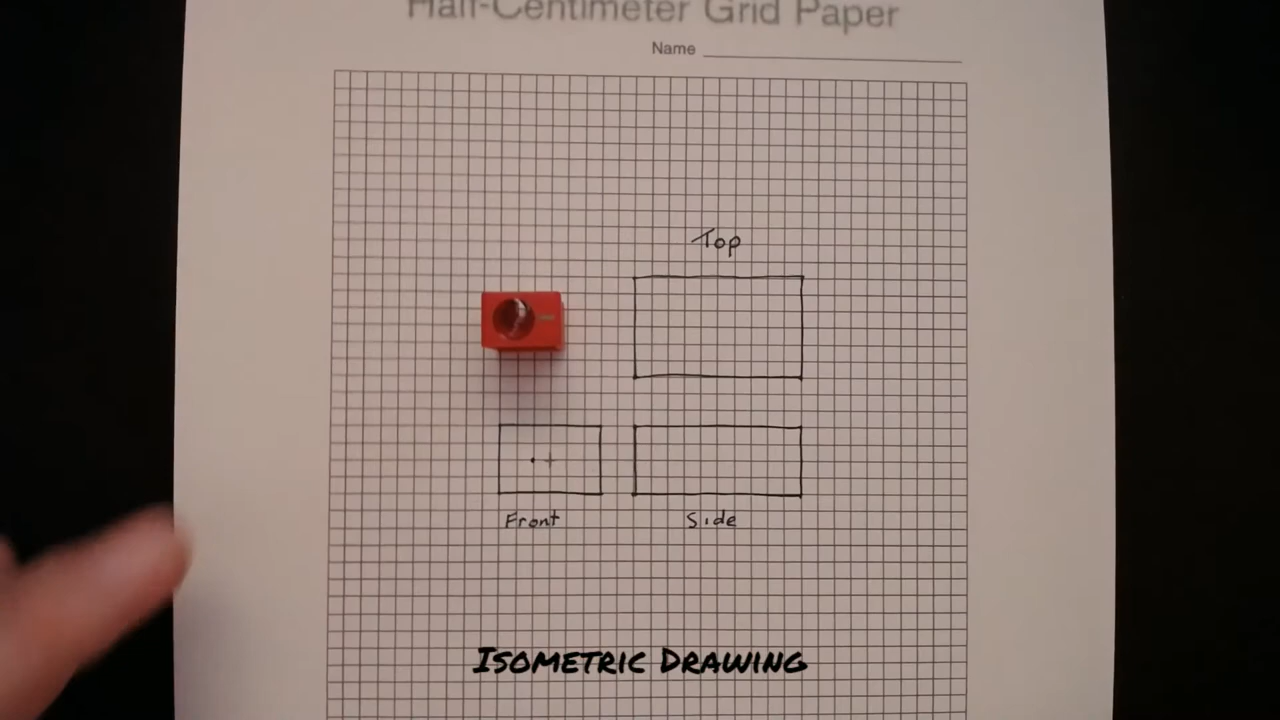 Half-Centimeter Grid Paper
Name
Top
Front
Side
ISOMETRIC DRAWING